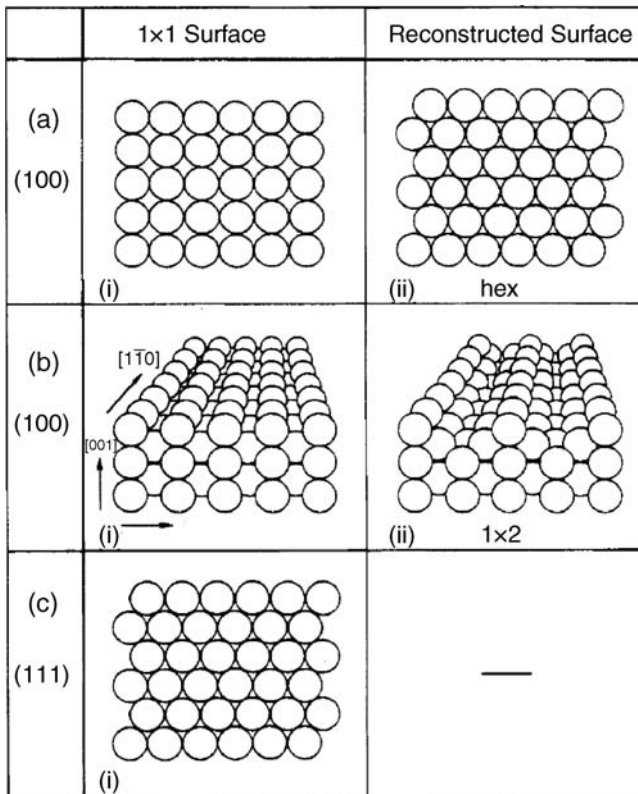 1×1 Surface
Reconstructed Surface
(a)
(100)
(i)
(ii)
hex
(b)
(100)
[11̄0]
[001]
(i)
(ii)
1×2
(c)
(111)
(i)
—